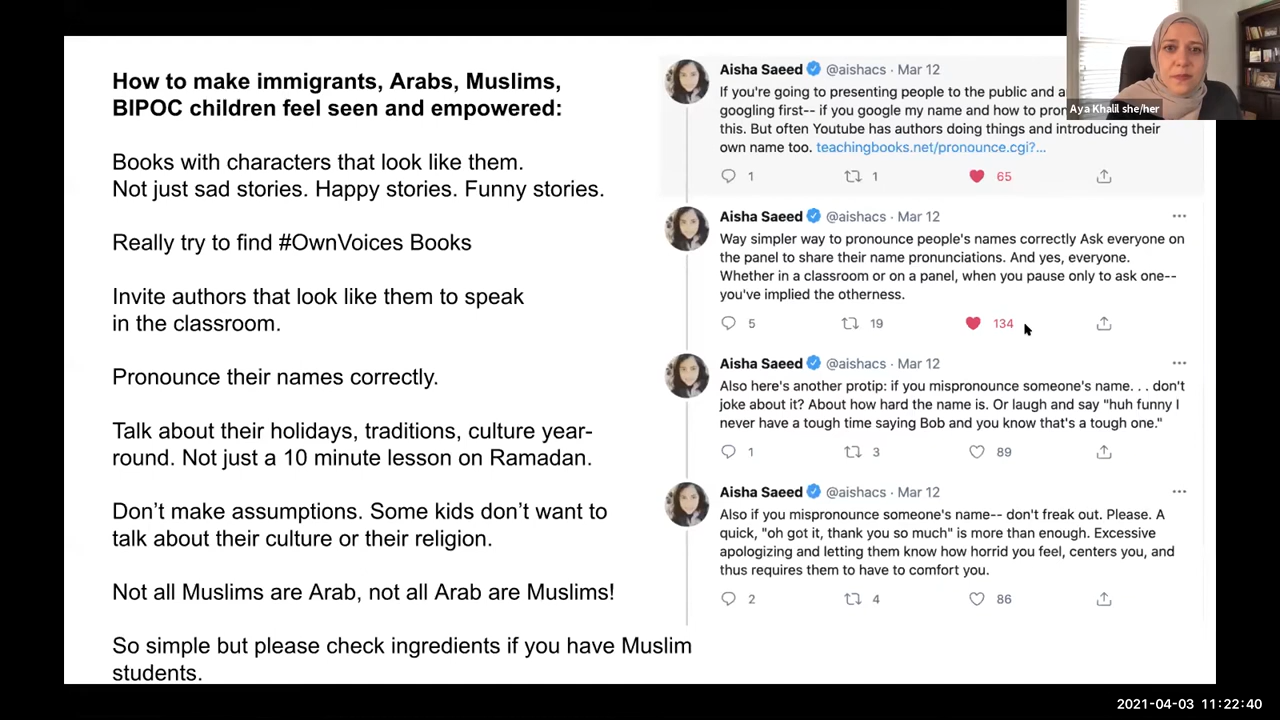 How to make immigrants, Arabs, Muslims,
BIPOC children feel seen and empowered:
Books with characters that look like them.
Not just sad stories. Happy stories. Funny stories.
Really try to find #OwnVoices Books
Invite authors that look like them to speak
in the classroom.
Pronounce their names correctly.
Talk about their holidays, traditions, culture year-
round. Not just a 10 minute lesson on Ramadan.
Don’t make assumptions. Some kids don’t want to
talk about their culture or their religion.
Not all Muslims are Arab, not all Arab are Muslims!
So simple but please check ingredients if you have Muslim
students.
Aisha Saeed @aishacs · Mar 12
If you're going to presenting people to the public and a
googling first-- if you google my name and how to pron
this. But often Youtube has authors doing things and introducing their
own name too. teachingbooks.net/pronounce.cgi?...
1 1 65
Aisha Saeed @aishacs · Mar 12 ...
Way simpler way to pronounce people's names correctly Ask everyone on
the panel to share their name pronunciations. And yes, everyone.
Whether in a classroom or on a panel, when you pause only to ask one--
you've implied the otherness.
5 19 134
Aisha Saeed @aishacs · Mar 12 ...
Also here's another protip: if you mispronounce someone's name. . . don't
joke about it? About how hard the name is. Or laugh and say "huh funny I
never have a tough time saying Bob and you know that's a tough one."
1 3 89
Aisha Saeed @aishacs · Mar 12 ...
Also if you mispronounce someone's name-- don't freak out. Please. A
quick, "oh got it, thank you so much" is more than enough. Excessive
apologizing and letting them know how horrid you feel, centers you, and
thus requires them to have to comfort you.
2 4 86
Aya Khalil she/her
2021-04-03 11:22:40